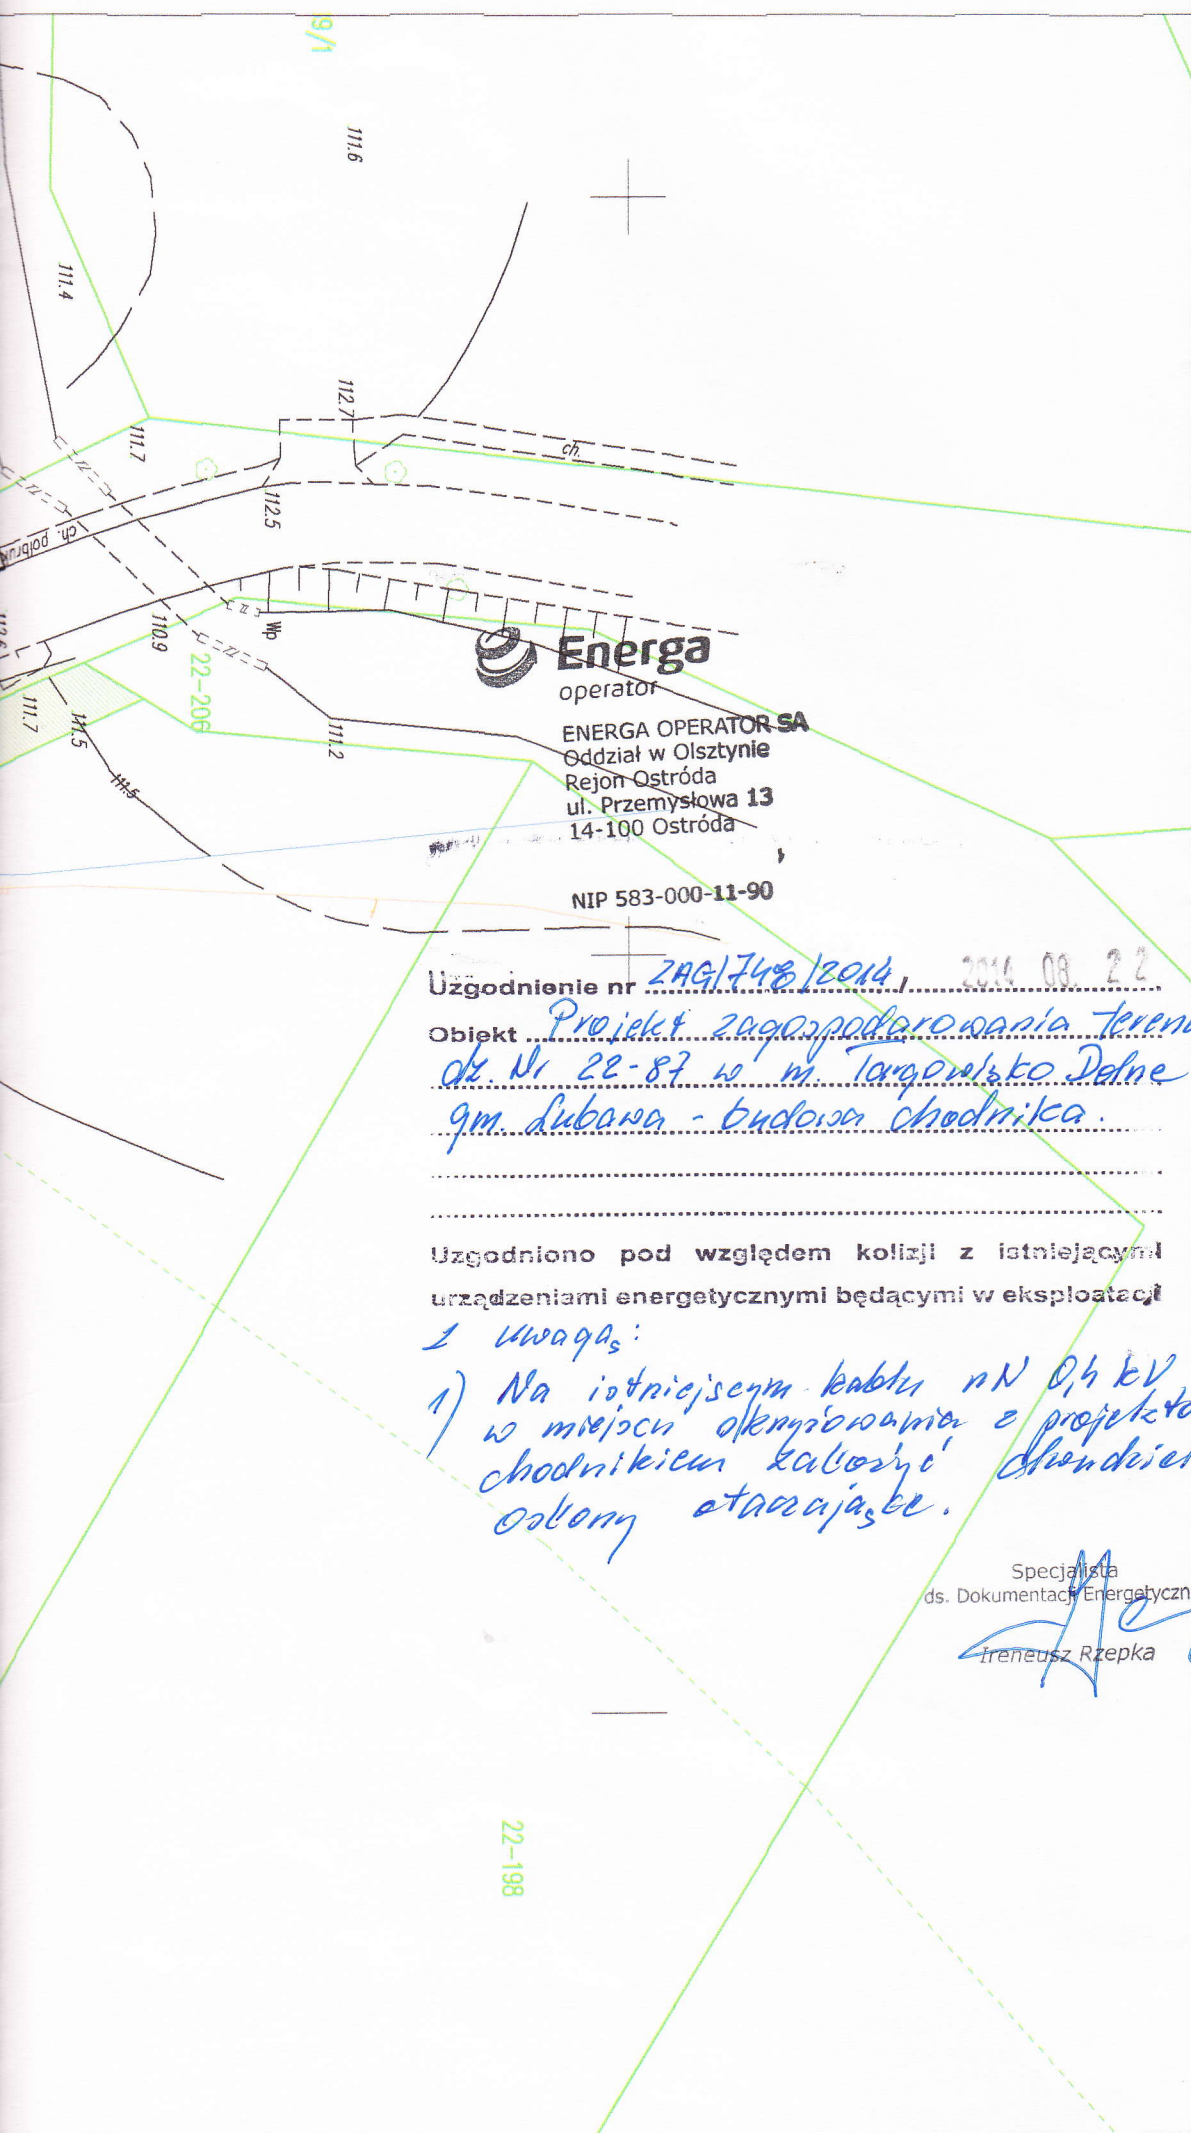 9/1
111.6
111.4
112.7
111.7
ch.
112.5
ch. polbruk
Wp
110.9
22-206
111.7
111.5
111.2
111.5
Energa
operator
ENERGA OPERATOR SA
Oddział w Olsztynie
Rejon Ostróda
ul. Przemysłowa 13
14-100 Ostróda
NIP 583-000-11-90
Uzgodnienie nr ZAG/748/2014, 2014 08. 22
Obiekt Projekt zagospodarowania teren
dz. Nr 22-87 w m. Targowisko Dolne
gm. Lubawa - budowa chodnika.
Uzgodniono pod względem kolizji z istniejącymi
urządzeniami energetycznymi będącymi w eksploatacji
z uwagą:
1) Na istniejącym kablu nN 0,4 kV
w miejscu skrzyżowania z projekto
chodnikiem założyć
osłony otaczające.
Specjalista
ds. Dokumentacji Energetyczn
Ireneusz Rzepka
22-198